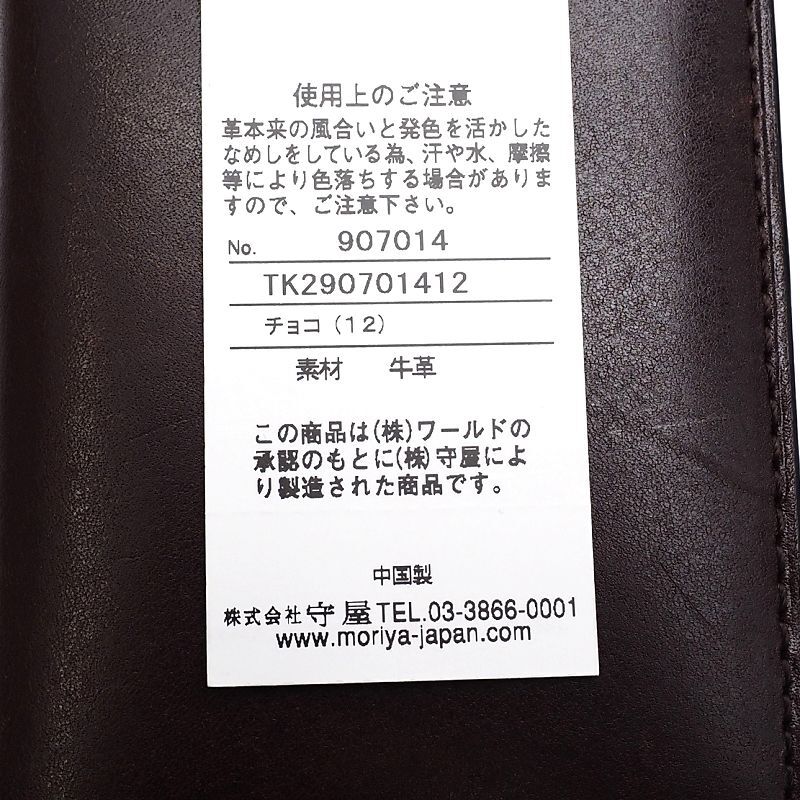 使用上のご注意
革本来の風合いと発色を活かした
なめしをしている為、汗や水、摩擦
等により色落ちする場合がありま
すので、ご注意下さい。
No. 907014
TK290701412
チョコ(12)
素材 牛革
この商品は(株)ワールドの
承認のもとに(株)守屋によ
り製造された商品です。
中国製
株式会社守屋TEL.03-3866-0001
www.moriya-japan.com